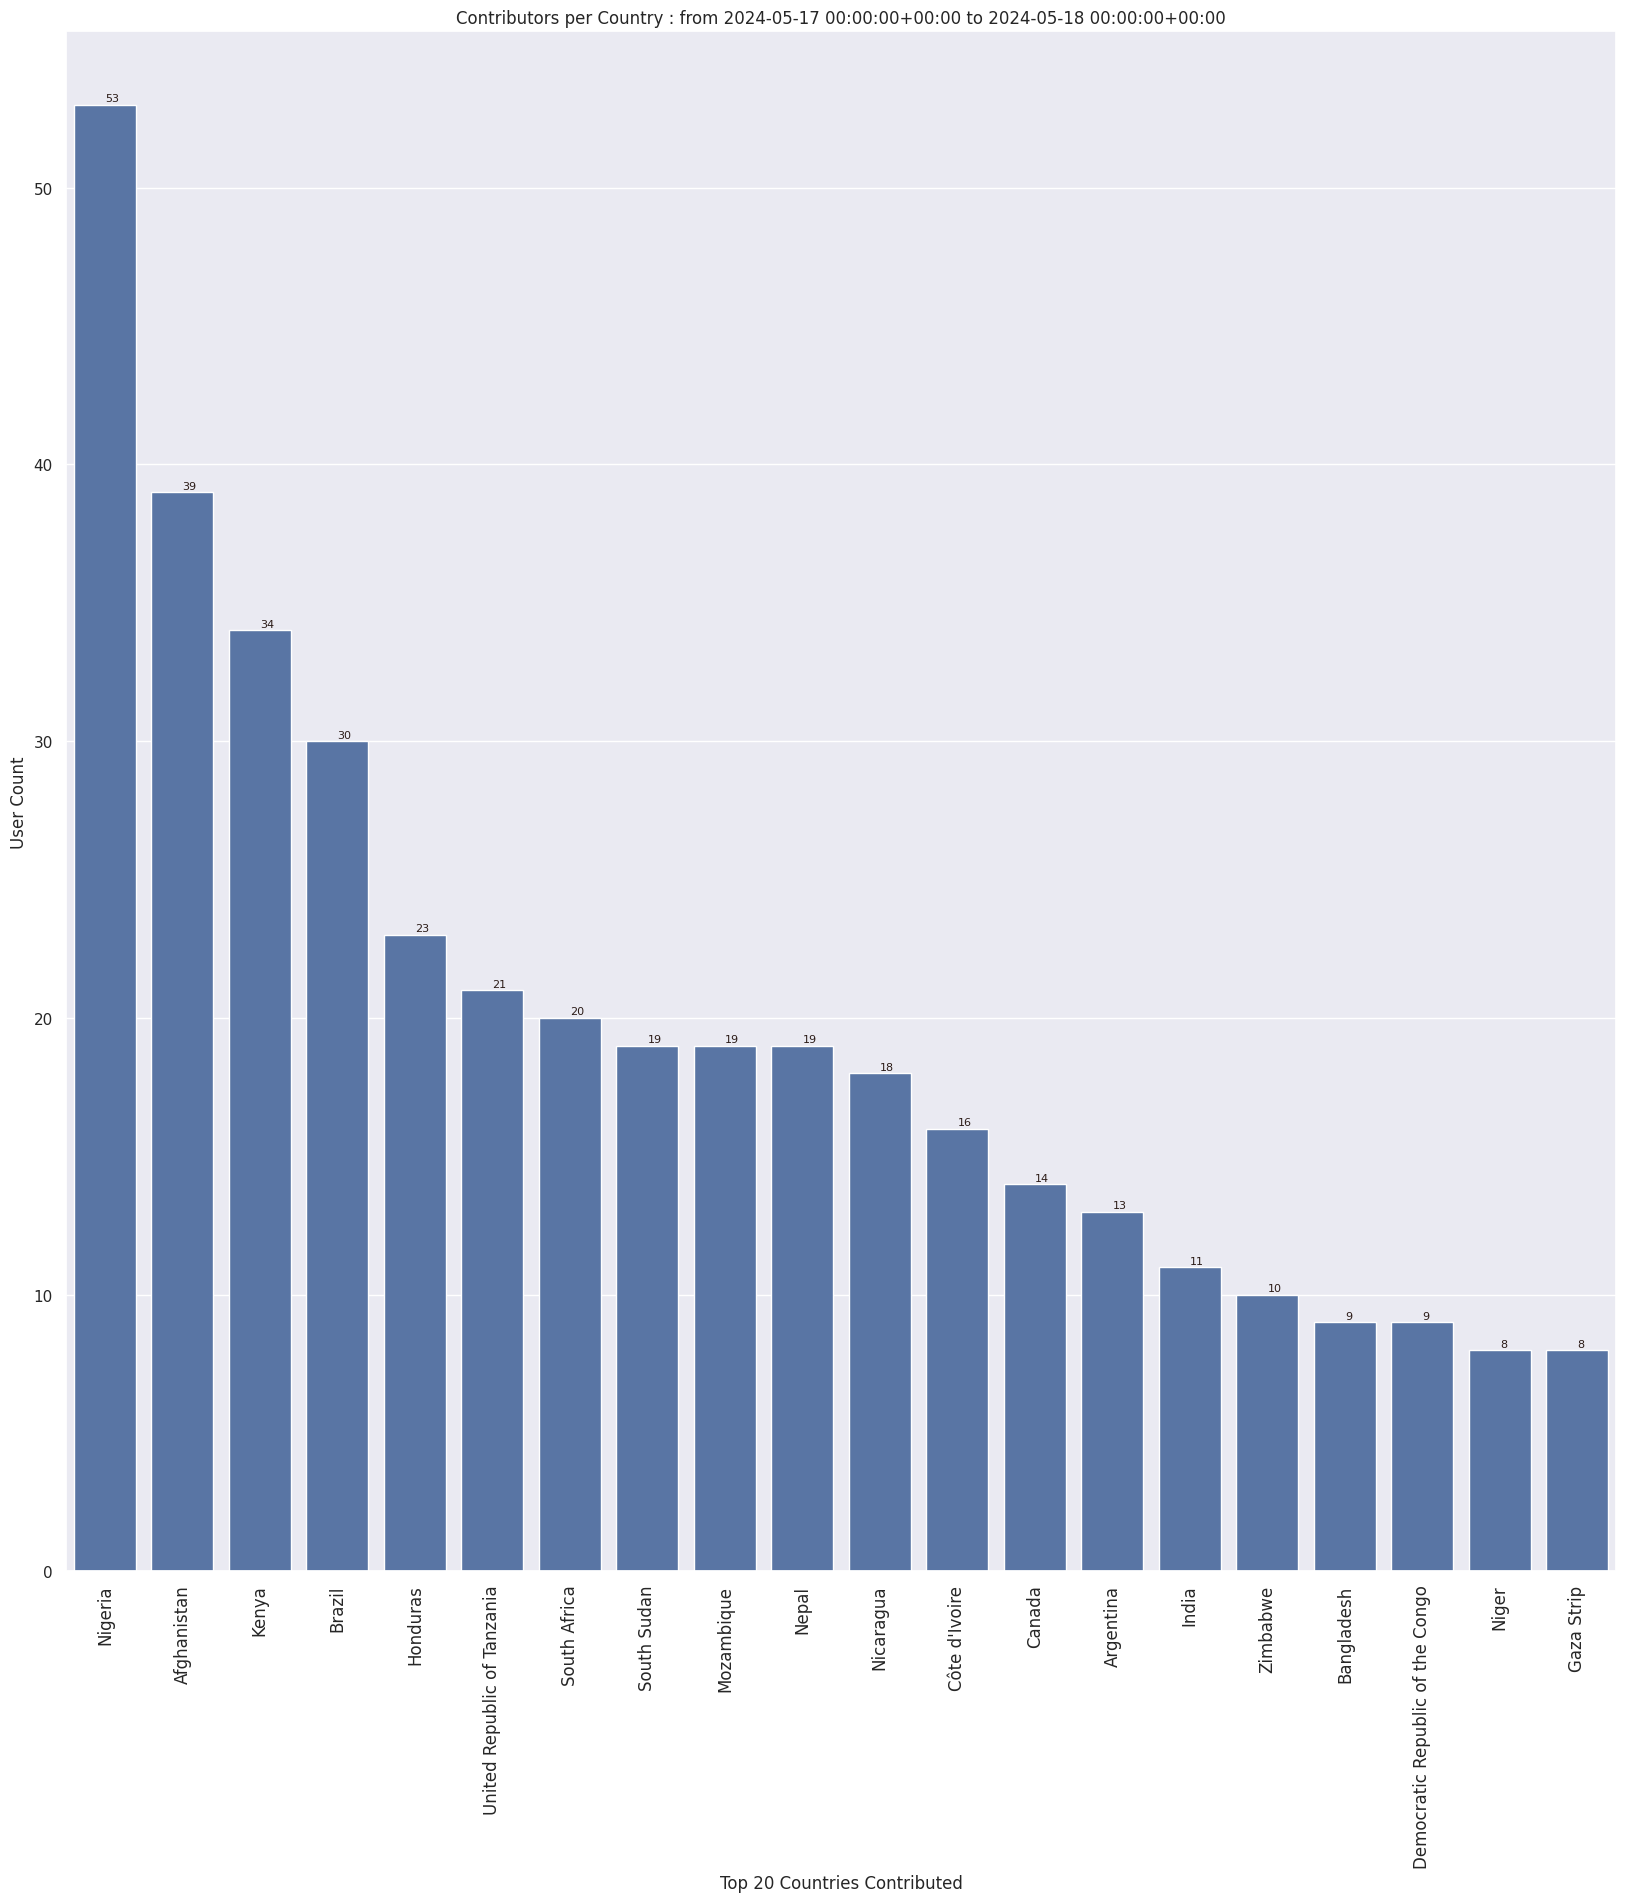 Contributors per Country : from 2024-05-17 00:00:00+00:00 to 2024-05-18 00:00:00+00:00
User Count
50
40
30
20
10
0
53
39
34
30
23
21
20
19
19
19
18
16
14
13
11
10
9
9
8
8
Nigeria
Afghanistan
Kenya
Brazil
Honduras
United Republic of Tanzania
South Africa
South Sudan
Mozambique
Nepal
Nicaragua
Côte d'Ivoire
Canada
Argentina
India
Zimbabwe
Bangladesh
Democratic Republic of the Congo
Niger
Gaza Strip
Top 20 Countries Contributed